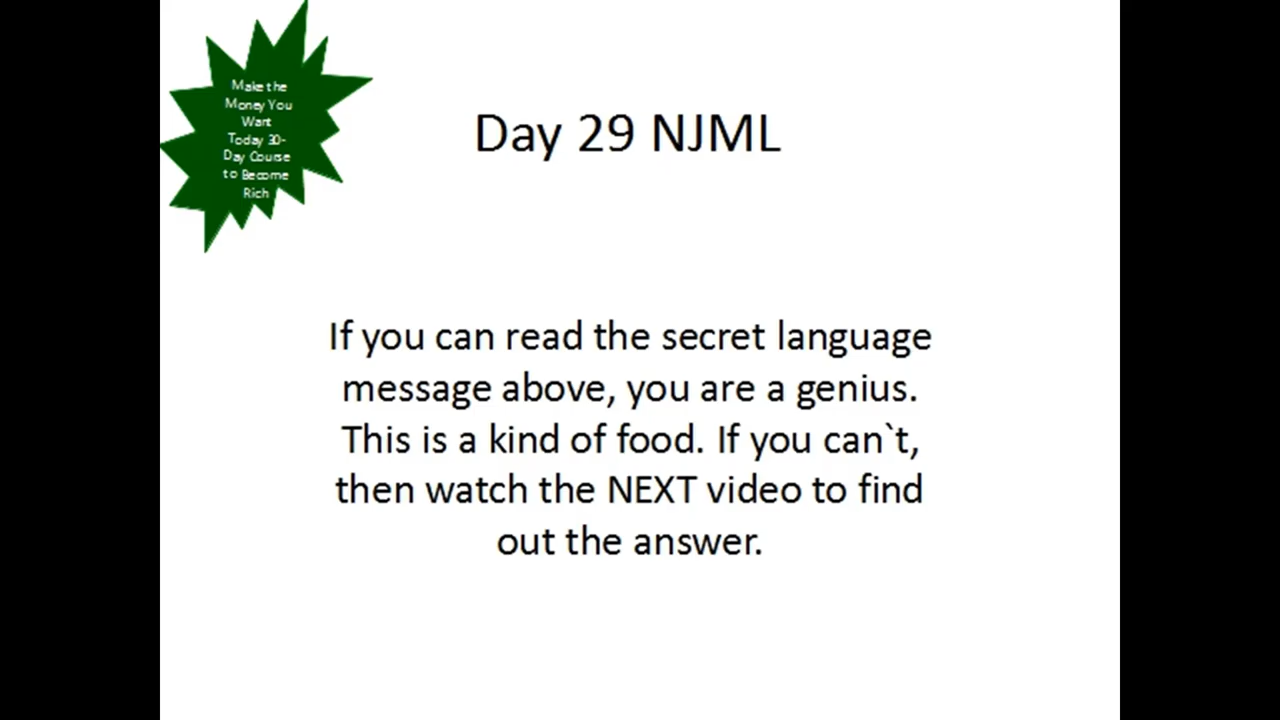 Make the
Money You
Want
Today 30-
Day Course
to Become
Rich
Day 29 NJML
If you can read the secret language
message above, you are a genius.
This is a kind of food. If you can`t,
then watch the NEXT video to find
out the answer.